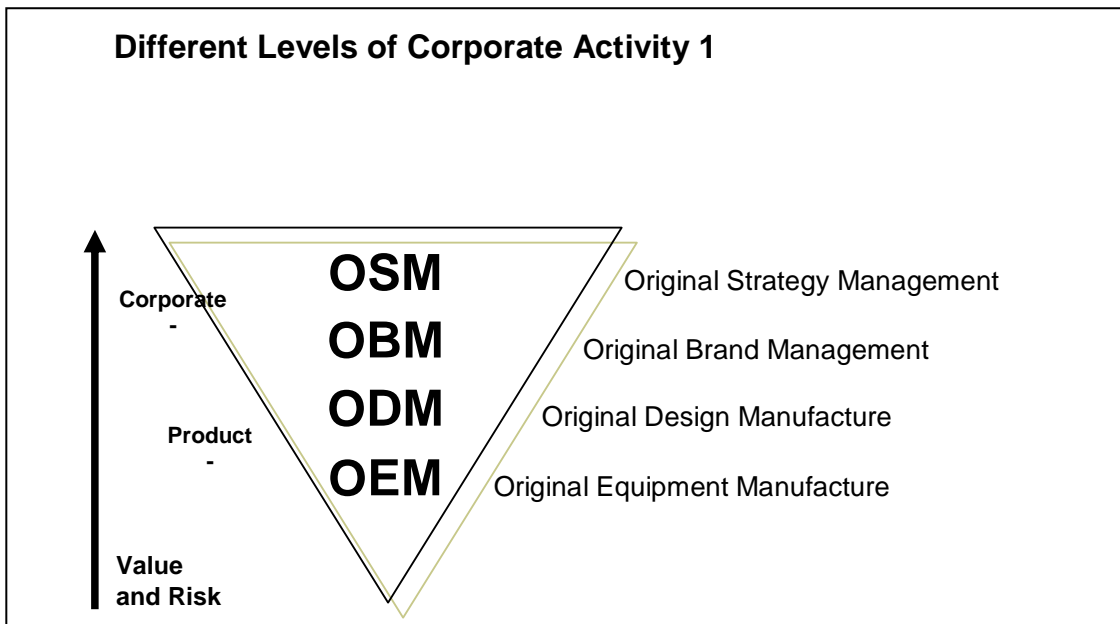 Different Levels of Corporate Activity 1
OSM
Original Strategy Management
Corporate
-
OBM
Original Brand Management
ODM
Original Design Manufacture
Product
-
OEM
Original Equipment Manufacture
Value
and Risk